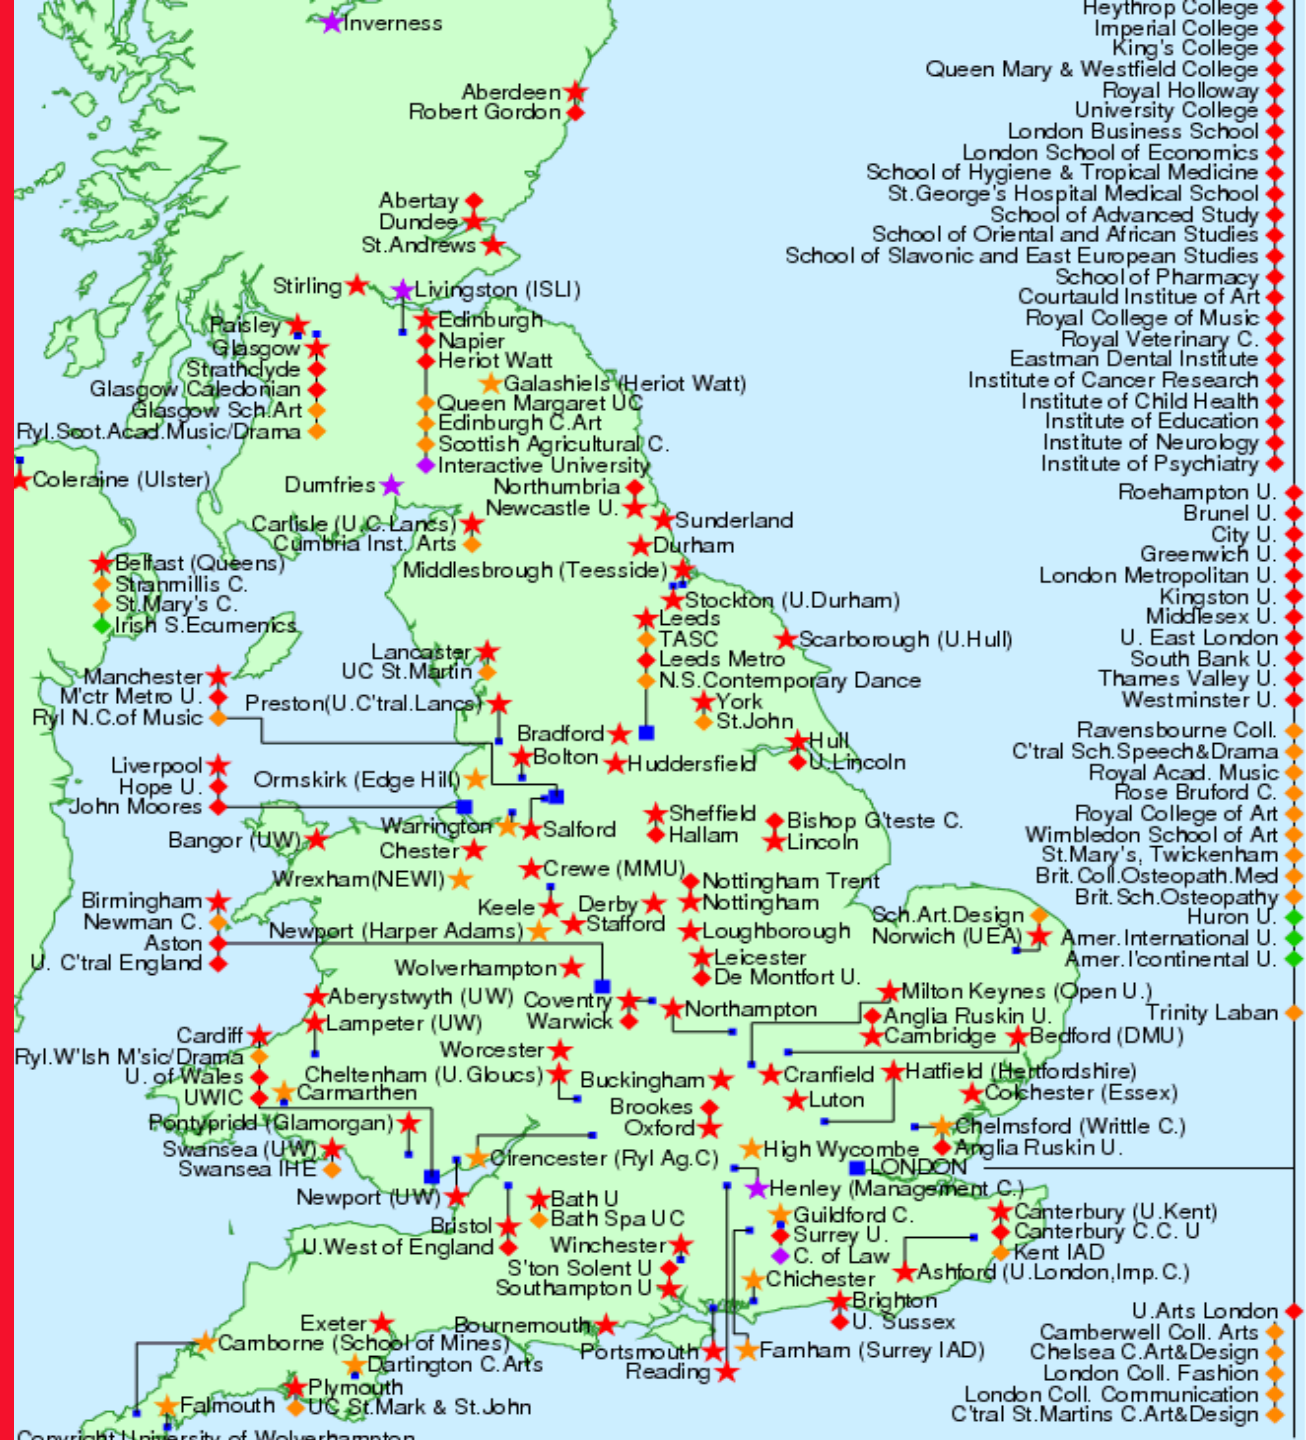 Heythrop College
Inverness
Imperial College
King's College
Queen Mary & Westfield College
Aberdeen
Royal Holloway
Robert Gordon
University College
London Business School
London School of Economics
School of Hygiene & Tropical Medicine
St.George's Hospital Medical School
Abertay
School of Advanced Study
Dundee
School of Oriental and African Studies
St.Andrews
School of Slavonic and East European Studies
School of Pharmacy
Stirling
Livingston (ISLI)
Courtauld Institue of Art
Royal College of Music
Paisley
Edinburgh
Royal Veterinary C.
Glasgow
Napier
Eastman Dental Institute
Strathclyde
Heriot Watt
Institute of Cancer Research
Glasgow Caledonian
Galashiels (Heriot Watt)
Institute of Child Health
Glasgow Sch.Art
Queen Margaret UC
Institute of Education
Ryl.Scot.Acad.Music/Drama
Edinburgh C.Art
Institute of Neurology
Scottish Agricultural C.
Institute of Psychiatry
Interactive University
Coleraine (Ulster)
Dumfries
Northumbria
Roehampton U.
Newcastle U.
Brunel U.
Carlisle (U.C.Lancs)
Sunderland
City U.
Cumbria Inst. Arts
Durham
Greenwich U.
Belfast (Queens)
Middlesbrough (Teesside)
London Metropolitan U.
Stranmillis C.
Stockton (U.Durham)
Kingston U.
St.Mary's C.
Leeds
Middlesex U.
Irish S.Ecumenics
TASC
Scarborough (U.Hull)
U. East London
Lancaster
Leeds Metro
South Bank U.
Manchester
UC St.Martin
N.S.Contemporary Dance
Thames Valley U.
M'ctr Metro U.
Preston(U.C'tral.Lancs)
York
Westminster U.
Ryl N.C.of Music
St.John
Bradford
Ravensbourne Coll.
Hull
C'tral Sch.Speech&Drama
Liverpool
Bolton
Huddersfield
U.Lincoln
Royal Acad. Music
Hope U.
Ormskirk (Edge Hill)
Rose Bruford C.
John Moores
Sheffield
Royal College of Art
Warrington
Salford
Bishop G'teste C.
Wimbledon School of Art
Bangor (UW)
Hallam
Lincoln
St.Mary's, Twickenham
Chester
Crewe (MMU)
Brit.Coll.Osteopath.Med
Wrexham(NEWI)
Nottingham Trent
Brit.Sch.Osteopathy
Birmingham
Keele
Derby
Nottingham
Sch.Art.Design
Huron U.
Newman C.
Newport (Harper Adams)
Stafford
Loughborough
Norwich (UEA)
Amer.International U.
Aston
Leicester
Amer.I'continental U.
U. C'tral England
Wolverhampton
De Montfort U.
Aberystwyth (UW)
Coventry
Northampton
Milton Keynes (Open U.)
Trinity Laban
Lampeter (UW)
Warwick
Anglia Ruskin U.
Cardiff
Cambridge
Bedford (DMU)
Ryl.W'lsh M'sic/Drama
Worcester
U. of Wales
Cheltenham (U.Gloucs)
Buckingham
Cranfield
Hatfield (Hertfordshire)
UWIC
Carmarthen
Luton
Colchester (Essex)
Pontypridd (Glamorgan)
Brookes
Swansea (UW)
Oxford
Chelmsford (Writtle C.)
Swansea IHE
Cirencester (Ryl Ag.C)
High Wycombe
Anglia Ruskin U.
LONDON
Newport (UW)
Bath U
Henley (Management C.)
Bristol
Bath Spa UC
Guildford C.
Canterbury (U.Kent)
U.West of England
Winchester
Surrey U.
Canterbury C.C. U
S'ton Solent U
C. of Law
Kent IAD
Southampton U
Chichester
Ashford (U.London,Imp.C.)
Brighton
U.Arts London
Exeter
Bournemouth
U. Sussex
Camberwell Coll. Arts
Camborne (School of Mines)
Portsmouth
Farnham (Surrey IAD)
Chelsea C.Art&Design
Dartington C.Arts
Reading
London Coll. Fashion
Plymouth
London Coll. Communication
Falmouth
UC St.Mark & St.John
C'tral St.Martins C.Art&Design
Copyright University of Wolverhampton